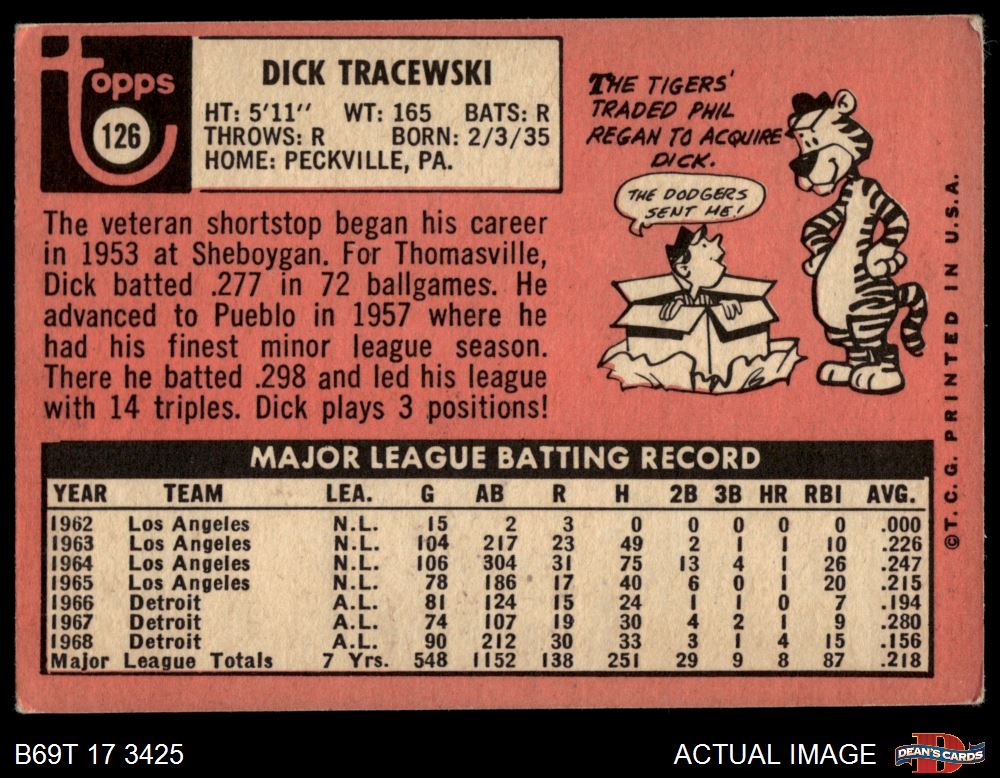 topps
126
DICK TRACEWSKI
HT: 5'11" WT: 165 BATS: R
THROWS: R BORN: 2/3/35
HOME: PECKVILLE, PA.
THE TIGERS'
TRADED PHIL
REGAN TO ACQUIRE
DICK.
THE DODGERS
SENT ME!
The veteran shortstop began his career
in 1953 at Sheboygan. For Thomasville,
Dick batted .277 in 72 ballgames. He
advanced to Pueblo in 1957 where he
had his finest minor league season.
There he batted .298 and led his league
with 14 triples. Dick plays 3 positions!
©T. C. G. PRINTED IN U.S.A.
MAJOR LEAGUE BATTING RECORD
YEAR TEAM LEA. G AB R H 2B 3B HR RBI AVG.
1962 Los Angeles N.L. 15 2 3 0 0 0 0 0 .000
1963 Los Angeles N.L. 104 217 23 49 2 1 1 10 .226
1964 Los Angeles N.L. 106 304 31 75 13 4 1 26 .247
1965 Los Angeles N.L. 78 186 17 40 6 0 1 20 .215
1966 Detroit A.L. 81 124 15 24 1 1 0 7 .194
1967 Detroit A.L. 74 107 19 30 4 2 1 9 .280
1968 Detroit A.L. 90 212 30 33 3 1 4 15 .156
Major League Totals 7 Yrs. 548 1152 138 251 29 9 8 87 .218
B69T 17 3425
ACTUAL IMAGE
DEAN'S CARDS